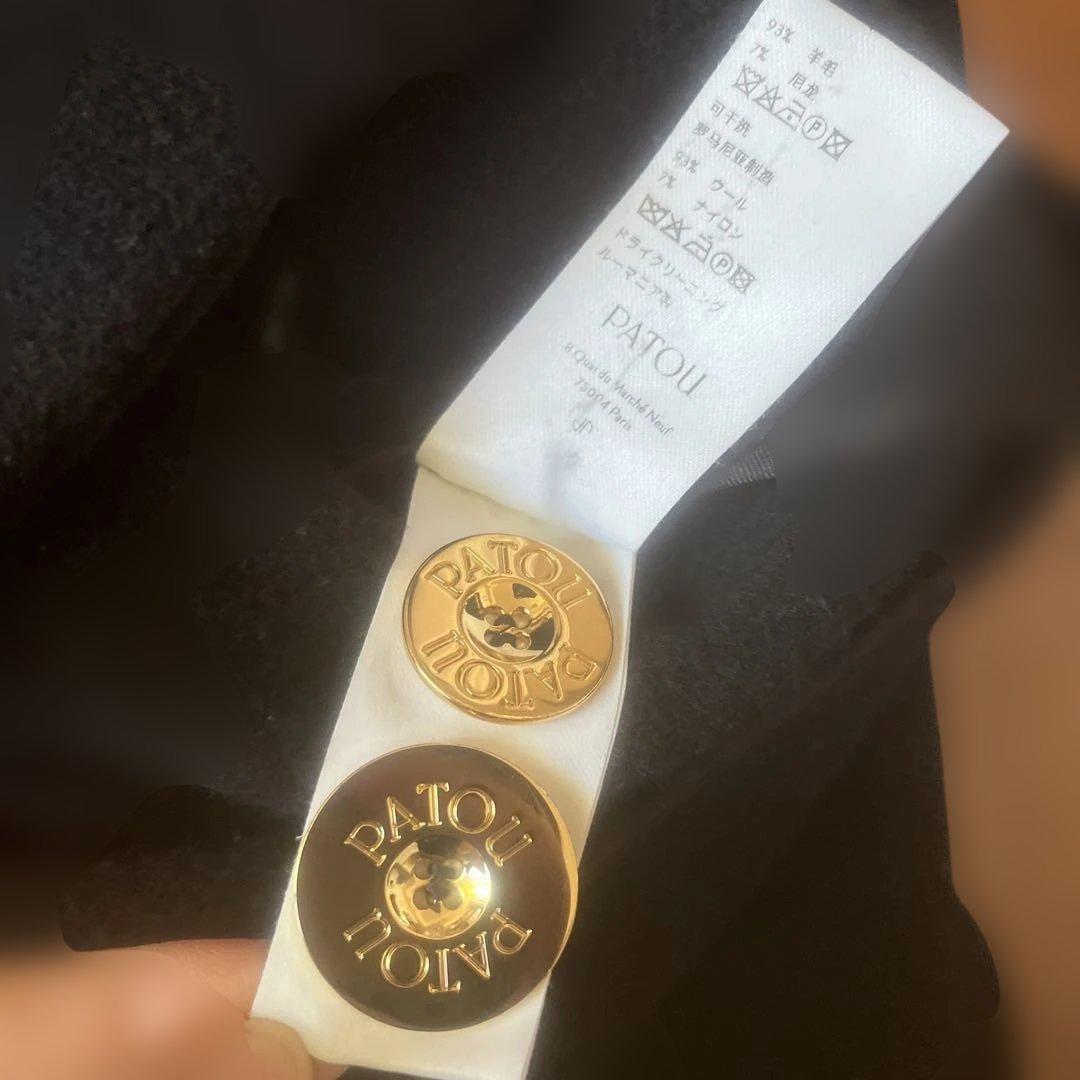 93% 羊毛
7% 尼龙
P
可干洗
罗马尼亚制造
93% ウール
7% ナイロン
P
ドライクリーニング
ルーマニア製
PATOU
8 Quai du Marché Neuf
75004 Paris
JP
PATOU
PATOU
PATOU
PATOU